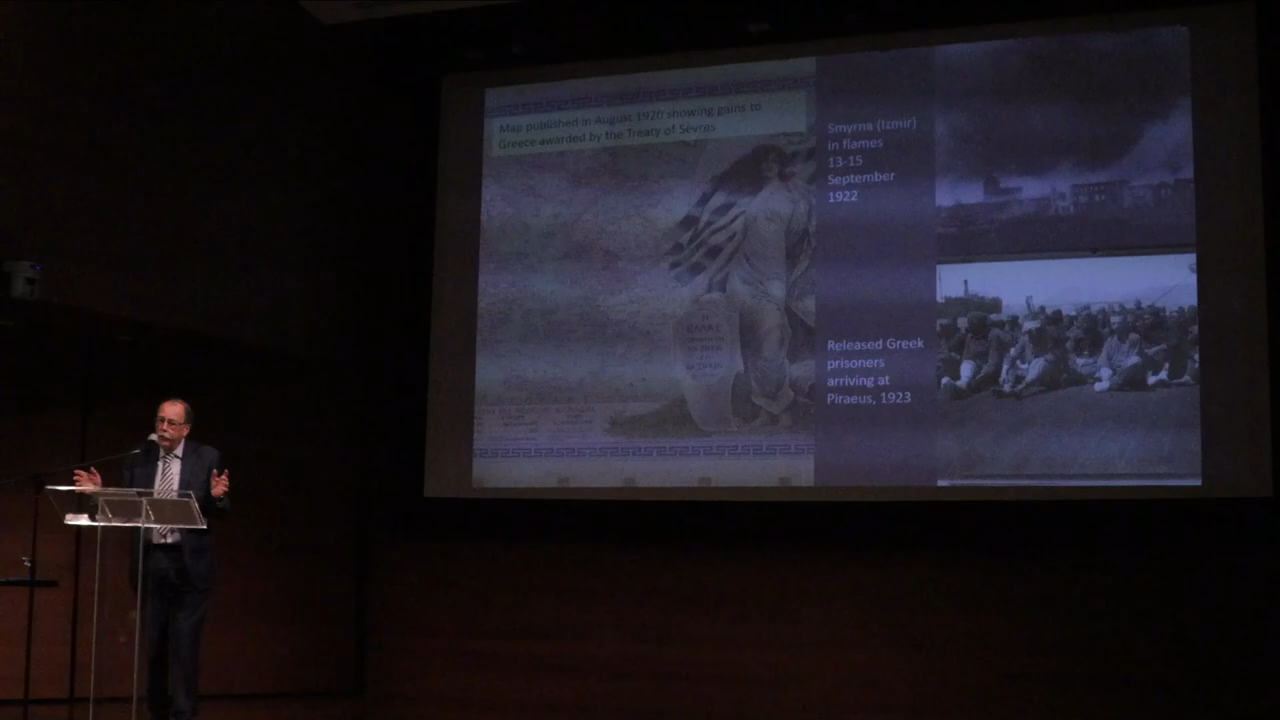 Map published in August 1920 showing gains to
Greece awarded by the Treaty of Sèvres
Smyrna (Izmir)
in flames
13-15
September
1922
Released Greek
prisoners
arriving at
Piraeus, 1923
Η
ΕΛΛΑΣ